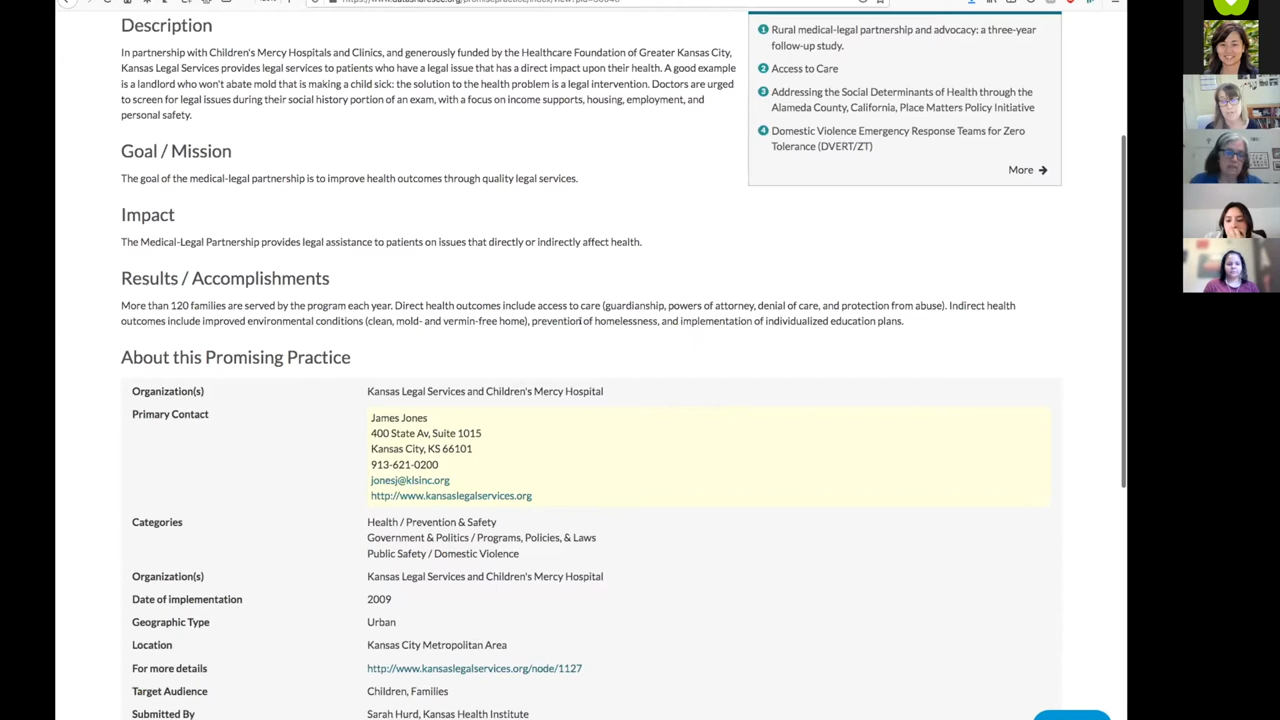 Description
In partnership with Children's Mercy Hospitals and Clinics, and generously funded by the Healthcare Foundation of Greater Kansas City,
Kansas Legal Services provides legal services to patients who have a legal issue that has a direct impact upon their health. A good example
is a landlord who won't abate mold that is making a child sick: the solution to the health problem is a legal intervention. Doctors are urged
to screen for legal issues during their social history portion of an exam, with a focus on income supports, housing, employment, and
personal safety.
1 Rural medical-legal partnership and advocacy: a three-year
follow-up study.
2 Access to Care
3 Addressing the Social Determinants of Health through the
Alameda County, California, Place Matters Policy Initiative
4 Domestic Violence Emergency Response Teams for Zero
Tolerance (DVERT/ZT)
More →
Goal / Mission
The goal of the medical-legal partnership is to improve health outcomes through quality legal services.
Impact
The Medical-Legal Partnership provides legal assistance to patients on issues that directly or indirectly affect health.
Results / Accomplishments
More than 120 families are served by the program each year. Direct health outcomes include access to care (guardianship, powers of attorney, denial of care, and protection from abuse). Indirect health
outcomes include improved environmental conditions (clean, mold- and vermin-free home), prevention of homelessness, and implementation of individualized education plans.
About this Promising Practice
Organization(s) Kansas Legal Services and Children's Mercy Hospital
Primary Contact James Jones
400 State Av, Suite 1015
Kansas City, KS 66101
913-621-0200
jonesj@klsinc.org
http://www.kansaslegalservices.org
Categories Health / Prevention & Safety
Government & Politics / Programs, Policies, & Laws
Public Safety / Domestic Violence
Organization(s) Kansas Legal Services and Children's Mercy Hospital
Date of implementation 2009
Geographic Type Urban
Location Kansas City Metropolitan Area
For more details http://www.kansaslegalservices.org/node/1127
Target Audience Children, Families
Submitted By Sarah Hurd, Kansas Health Institute